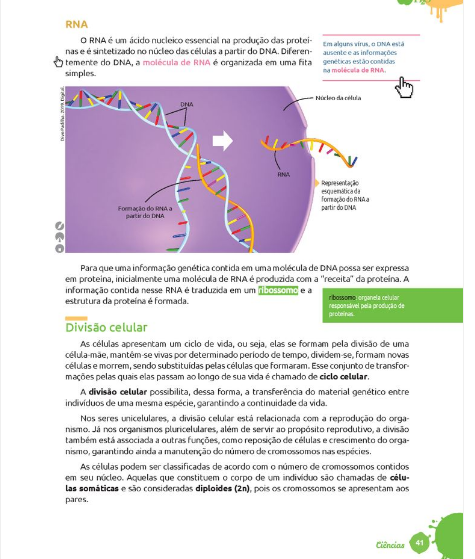 RNA
O RNA é um ácido nucleico essencial na produção das proteí-
nas e é sintetizado no núcleo das células a partir do DNA. Diferen-
temente do DNA, a molécula de RNA é organizada em uma fita
simples.
Em alguns vírus, o DNA está
ausente e as informações
genéticas estão contidas
na molécula de RNA.
DNA
Núcleo da célula
RNA
Formação do RNA a
partir do DNA
Representação
esquemática da
formação do RNA a
partir do DNA
Para que uma informação genética contida em uma molécula de DNA possa ser expressa
em proteína, inicialmente uma molécula de RNA é produzida com a "receita" da proteína. A
informação contida nesse RNA é traduzida em um ribossomo e a
estrutura da proteína é formada.
ribossomo: organela celular
responsável pela produção de
proteínas.
Divisão celular
As células apresentam um ciclo de vida, ou seja, elas se formam pela divisão de uma
célula-mãe, mantêm-se vivas por determinado período de tempo, dividem-se, formam novas
células e morrem, sendo substituídas pelas células que formaram. Esse conjunto de transfor-
mações pelas quais elas passam ao longo de sua vida é chamado de ciclo celular.
A divisão celular possibilita, dessa forma, a transferência do material genético entre
indivíduos de uma mesma espécie, garantindo a continuidade da vida.
Nos seres unicelulares, a divisão celular está relacionada com a reprodução do orga-
nismo. Já nos organismos pluricelulares, além de servir ao propósito reprodutivo, a divisão
também está associada a outras funções, como reposição de células e crescimento do orga-
nismo, garantindo ainda a manutenção do número de cromossomos nas espécies.
As células podem ser classificadas de acordo com o número de cromossomos contidos
em seu núcleo. Aquelas que constituem o corpo de um indivíduo são chamadas de célu-
las somáticas e são consideradas diploides (2n), pois os cromossomos se apresentam aos
pares.
Ciências 41